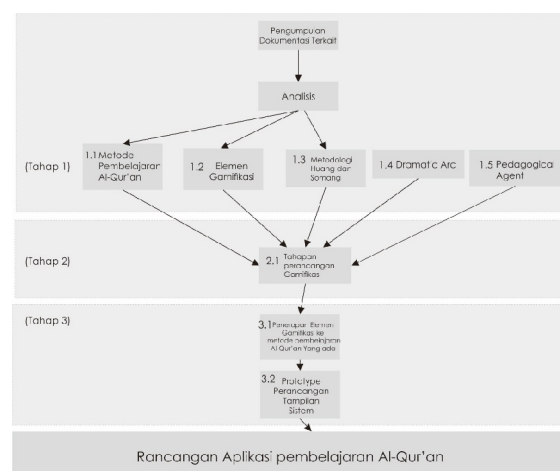 Pengumpulan
Dokumentasi Terkait
Analisis
(Tahap 1)
1.1 Metode
Pembelajaran
Al-Qur'an
1.2 Elemen
Gamifikasi
1.3 Metodologi
Huang dan
Somang
1.4 Dramatic Arc
1.5 Pedagogical
Agent
(Tahap 2)
2.1 Tahapan
perancangan
Gamifikasi
(Tahap 3)
3.1 Penerapan Elemen
Gamifikasi ke
metode pembelajaran
Al Qur'an Yang ada
3.2 Prototype
Perancangan
Tampilan
Sistem
Rancangan Aplikasi pembelajaran Al-Qur'an